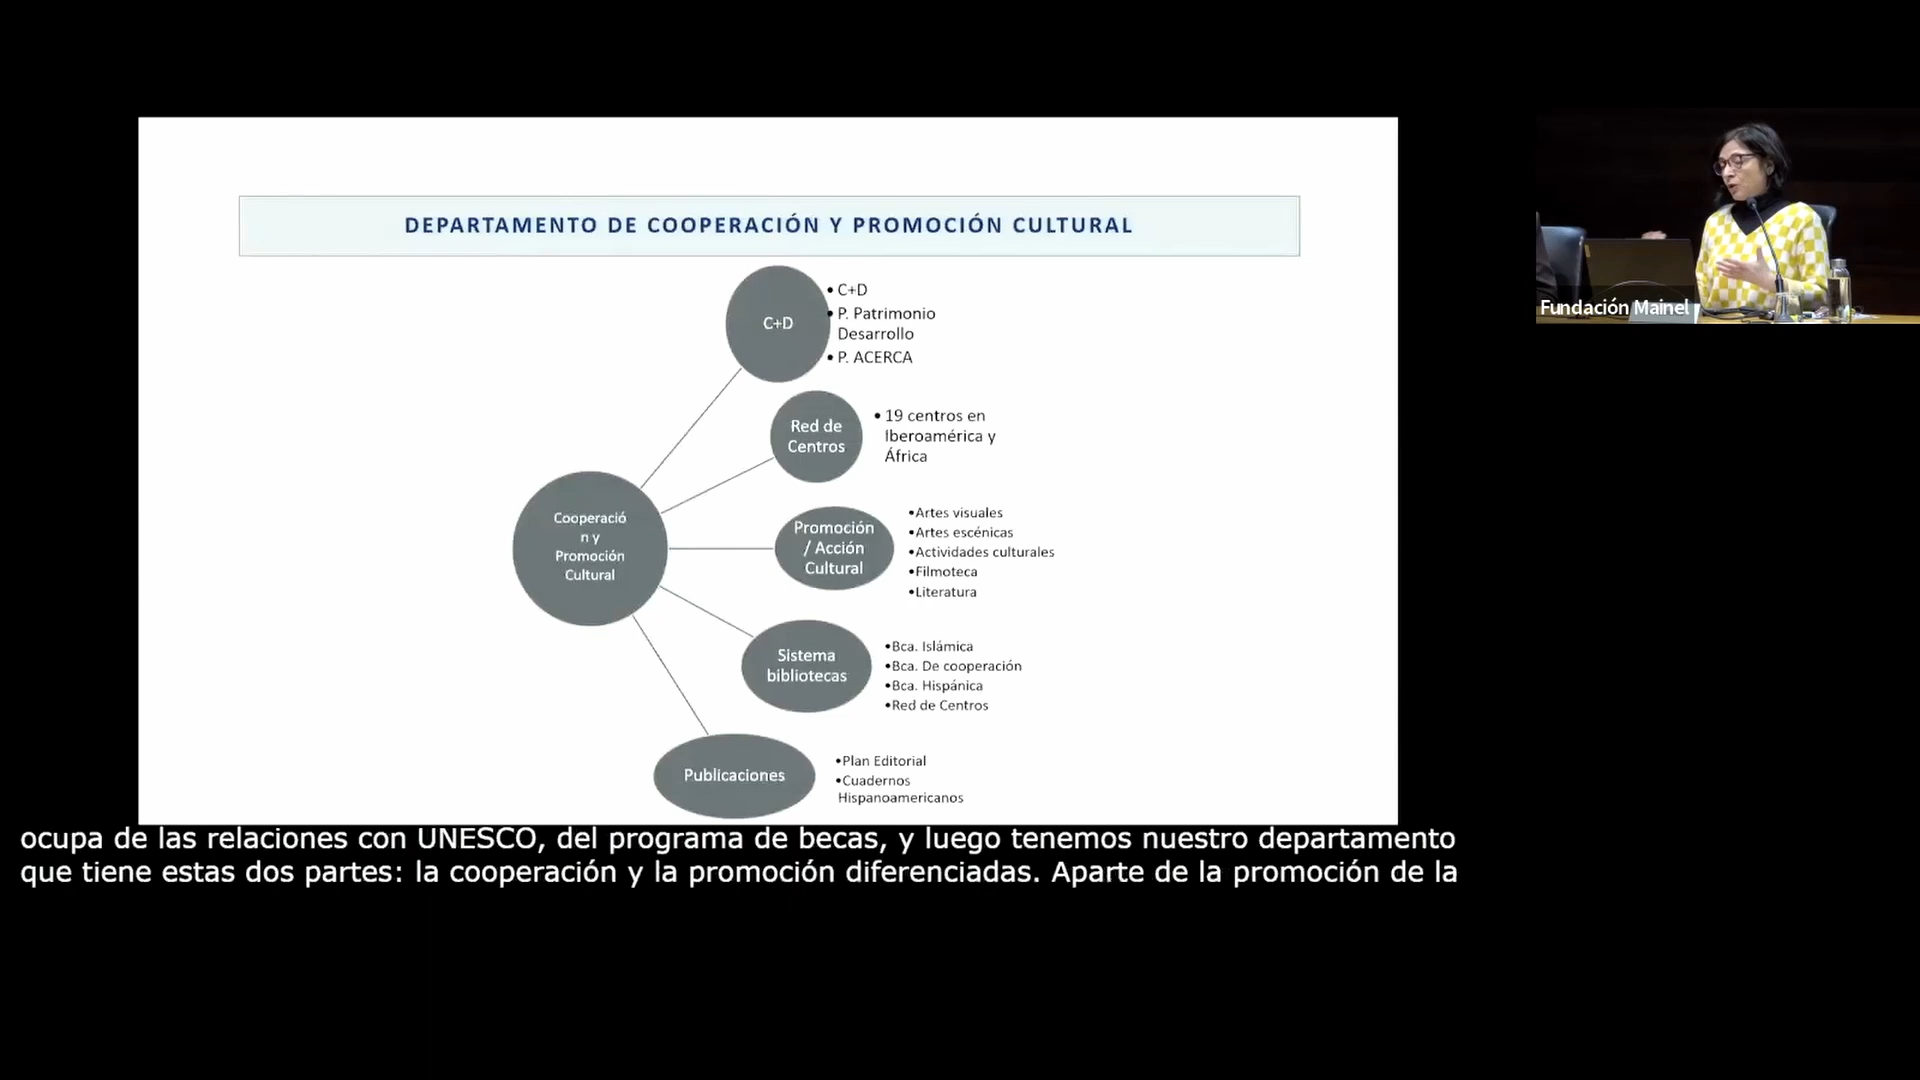 DEPARTAMENTO DE COOPERACIÓN Y PROMOCIÓN CULTURAL
C+D
• C+D
• P. Patrimonio
Desarrollo
• P. ACERCA
Red de
Centros
• 19 centros en
Iberoamérica y
África
Cooperació
n y
Promoción
Cultural
Promoción
/ Acción
Cultural
•Artes visuales
•Artes escénicas
•Actividades culturales
•Filmoteca
•Literatura
Sistema
bibliotecas
•Bca. Islámica
•Bca. De cooperación
•Bca. Hispánica
•Red de Centros
Publicaciones
•Plan Editorial
•Cuadernos
Hispanoamericanos
Fundación Mainel
ocupa de las relaciones con UNESCO, del programa de becas, y luego tenemos nuestro departamento
que tiene estas dos partes: la cooperación y la promoción diferenciadas. Aparte de la promoción de la